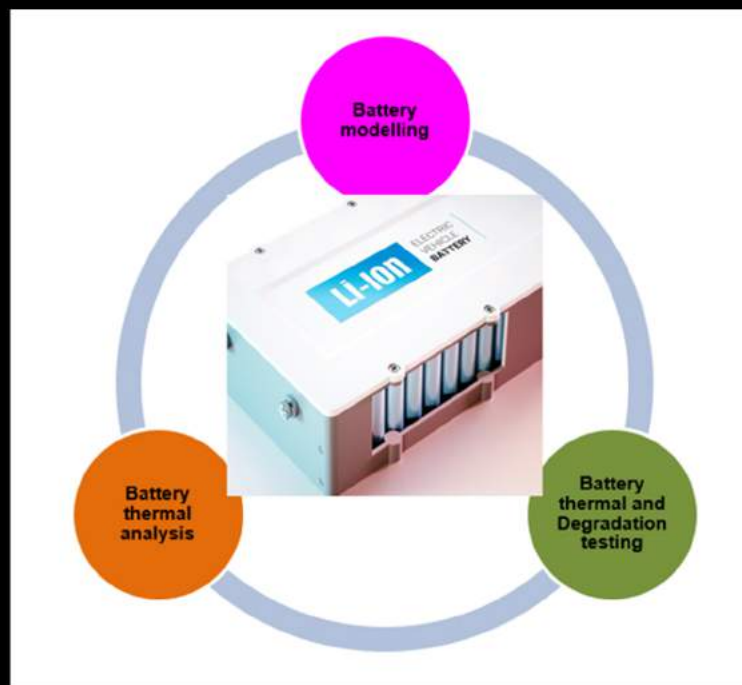 Battery
modelling
Li-Ion
ELECTRIC
VEHICLE
BATTERY
Battery
thermal
analysis
Battery
thermal and
Degradation
testing